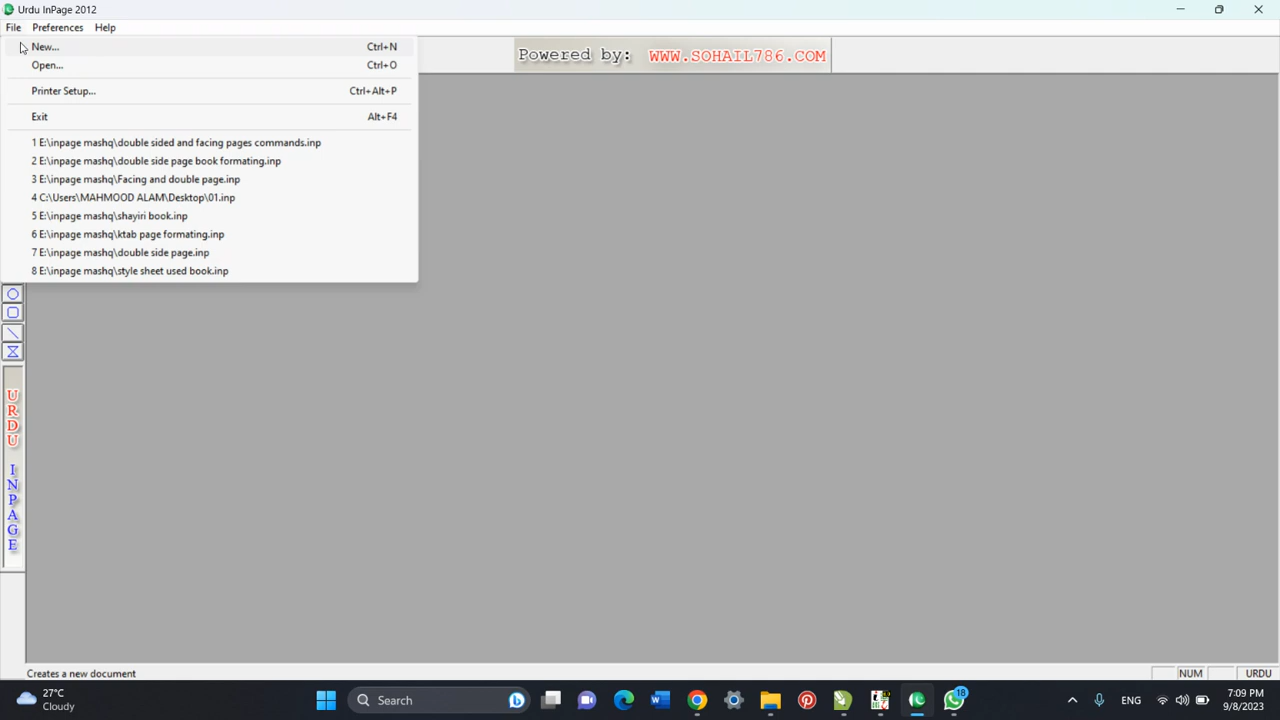 Urdu InPage 2012
File Preferences Help
New... Ctrl+N
Open... Ctrl+O
Printer Setup... Ctrl+Alt+P
Exit Alt+F4
1 E:\inpage mashq\double sided and facing pages commands.inp
2 E:\inpage mashq\double side page book formating.inp
3 E:\inpage mashq\Facing and double page.inp
4 C:\Users\MAHMOOD ALAM\Desktop\01.inp
5 E:\inpage mashq\shayiri book.inp
6 E:\inpage mashq\ktab page formating.inp
7 E:\inpage mashq\double side page.inp
8 E:\inpage mashq\style sheet used book.inp
Powered by: WWW.SOHAIL786.COM
URDU
INPAGE
Creates a new document
NUM URDU
27°C
Cloudy
Search
18
ENG
7:09 PM
9/8/2023